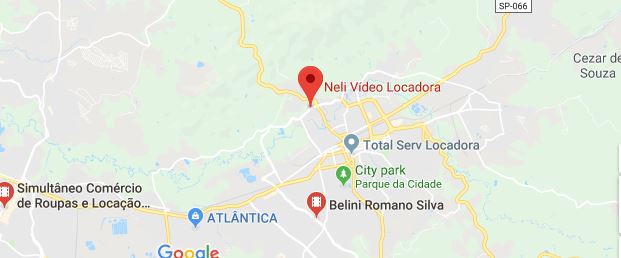 SP-066
Cezar de
Souza
Neli Vídeo Locadora
Total Serv Locadora
City park
Parque da Cidade
Simultâneo Comércio
de Roupas e Locação...
Belini Romano Silva
ATLÂNTICA
Google